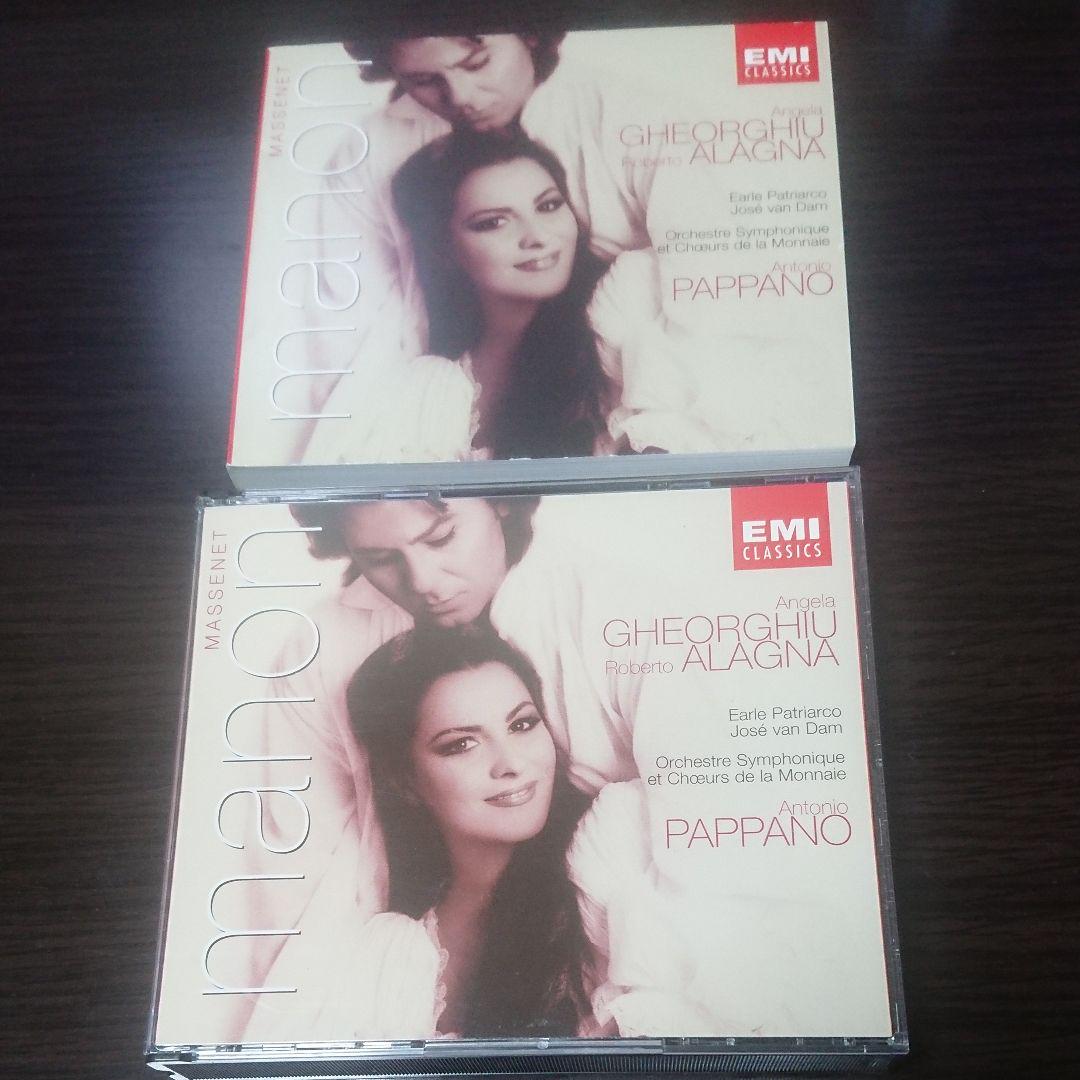 MASSENET
manon
EMI
CLASSICS
Angela
GHEORGHIU
Roberto ALAGNA
Earle Patriarco
José van Dam
Orchestre Symphonique
et Chœurs de la Monnaie
Antonio
PAPPANO
MASSENET
manon
EMI
CLASSICS
Angela
GHEORGHIU
Roberto ALAGNA
Earle Patriarco
José van Dam
Orchestre Symphonique
et Chœurs de la Monnaie
Antonio
PAPPANO